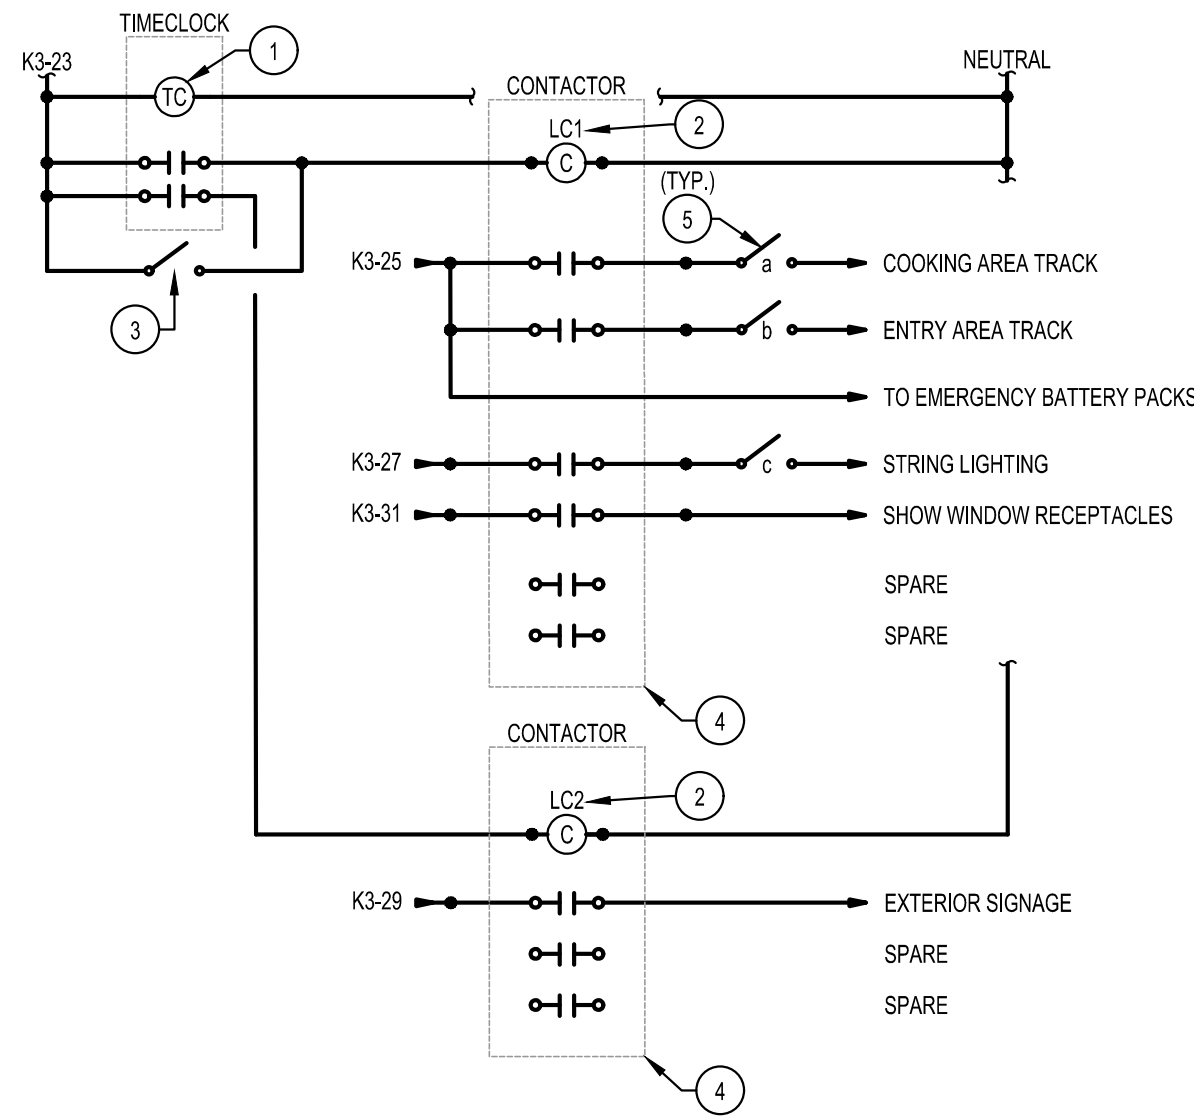 TIMECLOCK
1
K3-23
TC
CONTACTOR
NEUTRAL
LC1
2
C
(TYP.)
5
K3-25
a
COOKING AREA TRACK
3
b
ENTRY AREA TRACK
TO EMERGENCY BATTERY PACKS
K3-27
c
STRING LIGHTING
K3-31
SHOW WINDOW RECEPTACLES
SPARE
SPARE
4
CONTACTOR
LC2
2
C
K3-29
EXTERIOR SIGNAGE
SPARE
SPARE
4